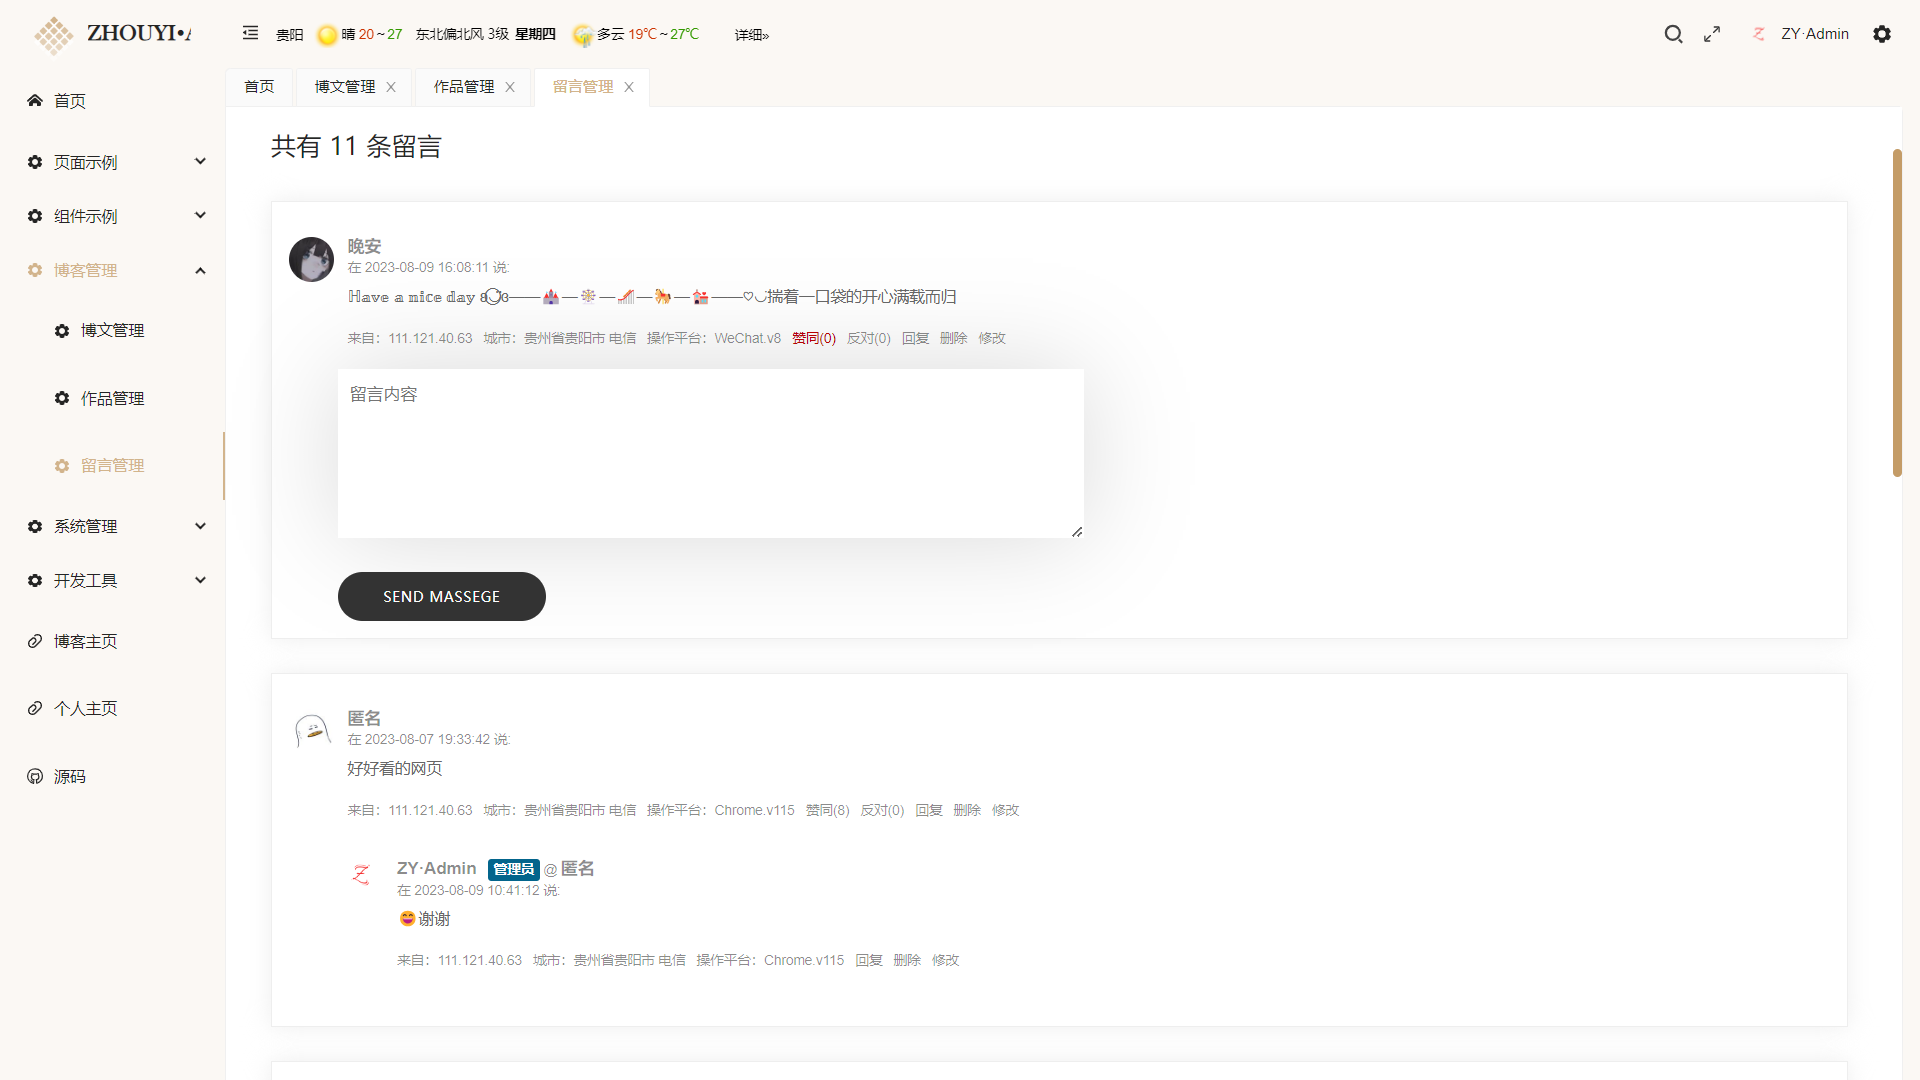 ZHOUYI•A
贵阳 晴 20 ~ 27 东北偏北风 3级 星期四 多云 19℃ ~ 27℃ 详细»
ZY·Admin
首页 博文管理 作品管理 留言管理
首页
页面示例
组件示例
博客管理
博文管理
作品管理
留言管理
系统管理
开发工具
博客主页
个人主页
源码
共有 11 条留言
晚安
在 2023-08-09 16:08:11 说:
ℍ𝕒𝕧𝕖 𝕒 𝕟𝕚𝕔𝕖 𝕕𝕒𝕪 ——🏰—🎡—🎢—🎠—💒——♡揣着一口袋的开心满载而归
来自：111.121.40.63 城市：贵州省贵阳市 电信 操作平台：WeChat.v8 赞同(0) 反对(0) 回复 删除 修改
留言内容
SEND MASSEGE
匿名
在 2023-08-07 19:33:42 说:
好好看的网页
来自：111.121.40.63 城市：贵州省贵阳市 电信 操作平台：Chrome.v115 赞同(8) 反对(0) 回复 删除 修改
ZY·Admin 管理员 @ 匿名
在 2023-08-09 10:41:12 说:
😄谢谢
来自：111.121.40.63 城市：贵州省贵阳市 电信 操作平台：Chrome.v115 回复 删除 修改